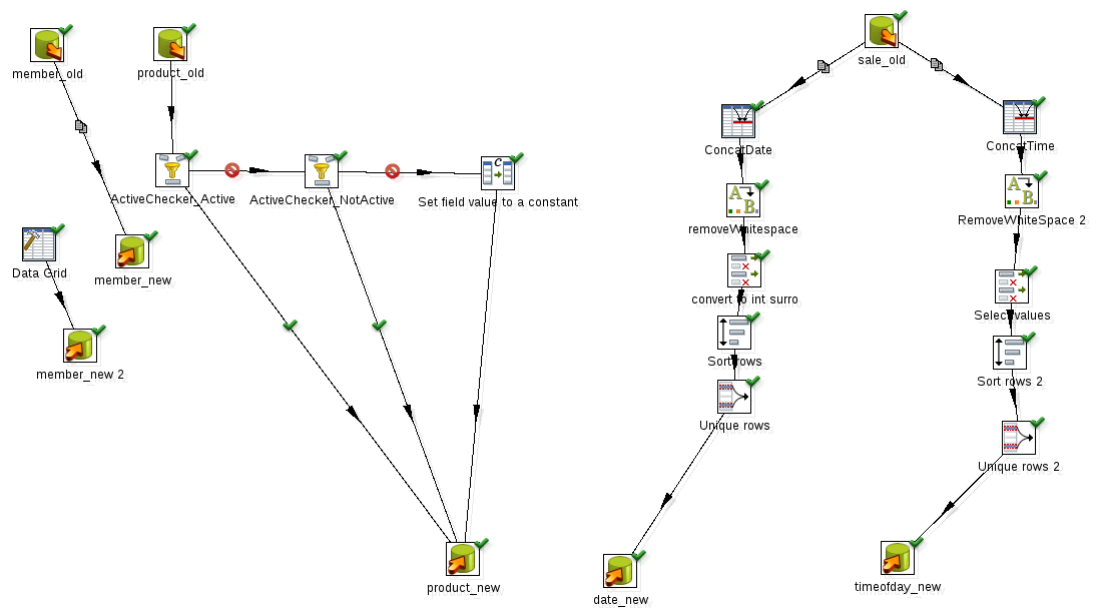 member_old
product_old
sale_old
ConcatDate
ConcatTime
ActiveChecker_Active
ActiveChecker_NotActive
Set field value to a constant
removeWhitespace
RemoveWhiteSpace 2
Data Grid
member_new
convert to int surro
Select values
member_new 2
Sort rows
Sort rows 2
Unique rows
Unique rows 2
product_new
date_new
timeofday_new